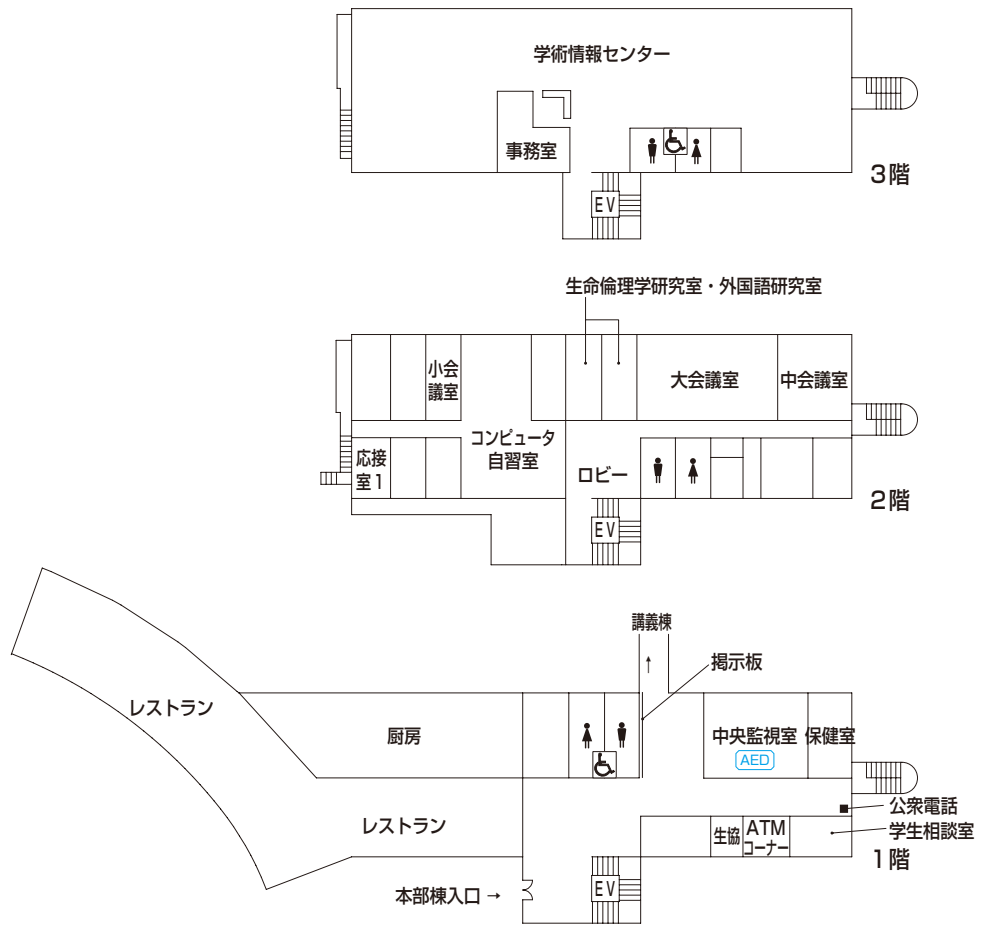 学術情報センター
事務室
3階
EV
生命倫理学研究室・外国語研究室
小会
議室
大会議室
中会議室
コンピュータ
自習室
応接
室1
ロビー
2階
EV
講義棟
↑
掲示板
レストラン
厨房
中央監視室
保健室
AED
レストラン
公衆電話
生協
ATM
コーナー
学生相談室
1階
本部棟入口 →
EV